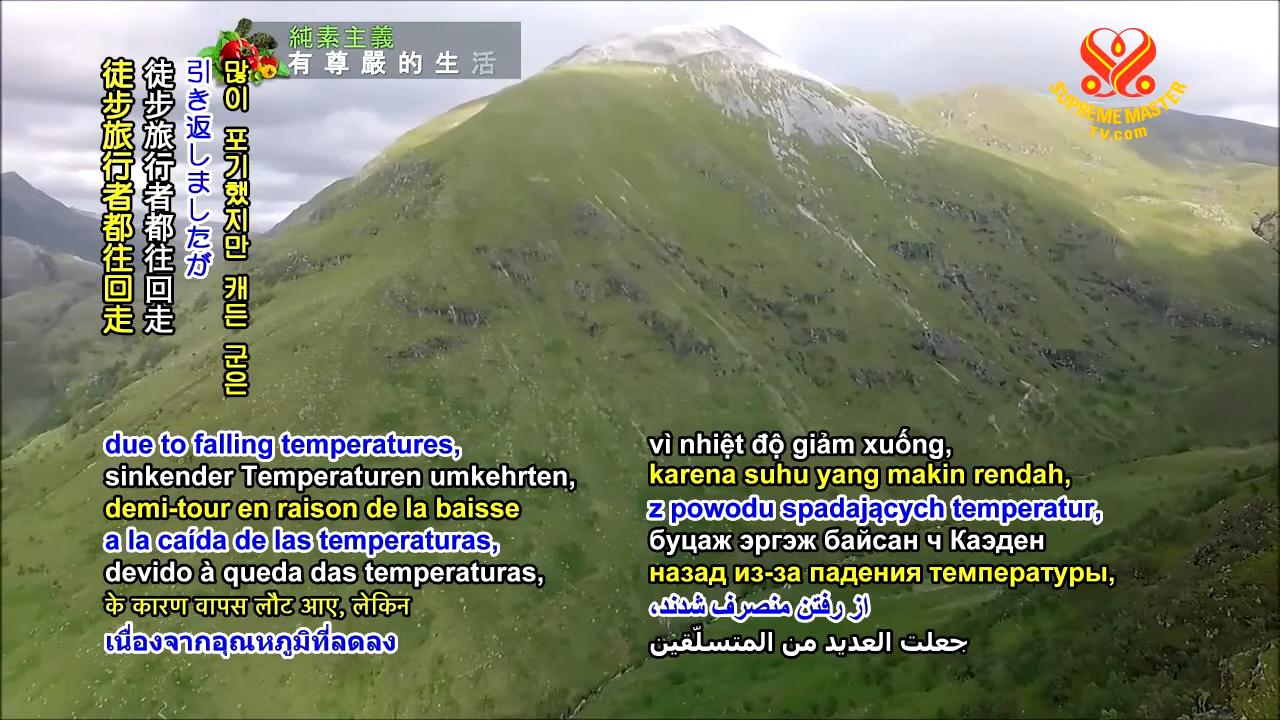 純素主義
有尊嚴的生活
SUPREME MASTER
TV.com
徒步旅行者都往回走
徒步旅行者都往回走
引き返しましたが
많이 포기했지만 캐든 군은
due to falling temperatures,
sinkender Temperaturen umkehrten,
demi-tour en raison de la baisse
a la caída de las temperaturas,
devido à queda das temperaturas,
के कारण वापस लौट आए, लेकिन
เนื่องจากอุณหภูมิที่ลดลง
vì nhiệt độ giảm xuống,
karena suhu yang makin rendah,
z powodu spadających temperatur,
буцаж эргэж байсан ч Каэден
назад из-за падения температуры,
از رفتن منصرف شدند،
جعلت العديد من المتسلّقين